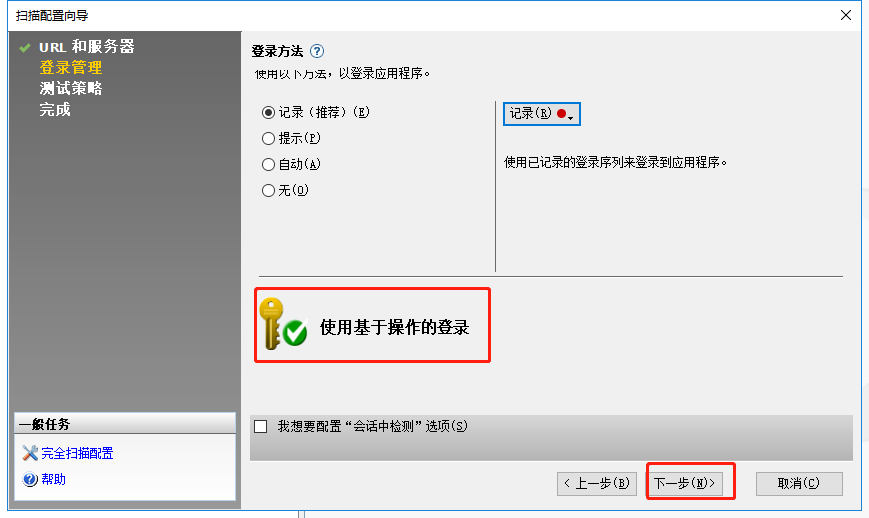 扫描配置向导
URL 和服务器
登录管理
测试策略
完成
登录方法
使用以下方法，以登录应用程序。
记录（推荐）(E)
提示(P)
自动(A)
无(O)
记录(R)
使用已记录的登录序列来登录到应用程序。
使用基于操作的登录
我想要配置“会话中检测”选项(S)
一般任务
完全扫描配置
帮助
< 上一步(B)
下一步(N)>
取消(C)